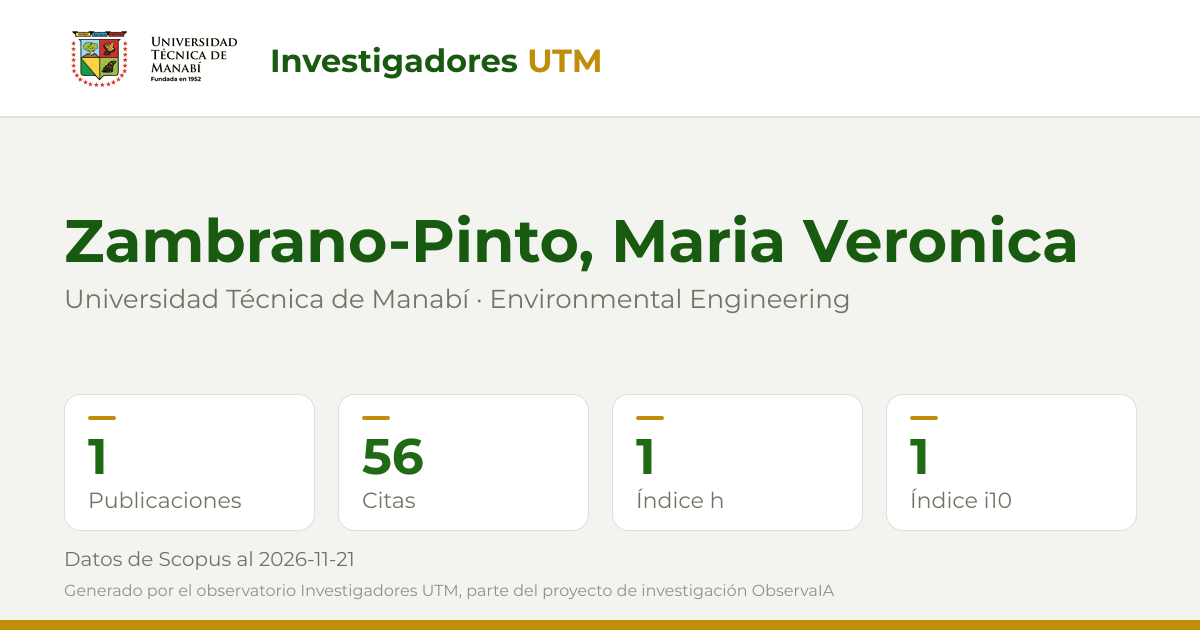 UNIVERSIDAD
TÉCNICA DE
MANABÍ
Fundada en 1952
Investigadores UTM
Zambrano-Pinto, Maria Veronica
Universidad Técnica de Manabí · Environmental Engineering
1
Publicaciones
56
Citas
1
Índice h
1
Índice i10
Datos de Scopus al 2026-11-21
Generado por el observatorio Investigadores UTM, parte del proyecto de investigación ObservaIA